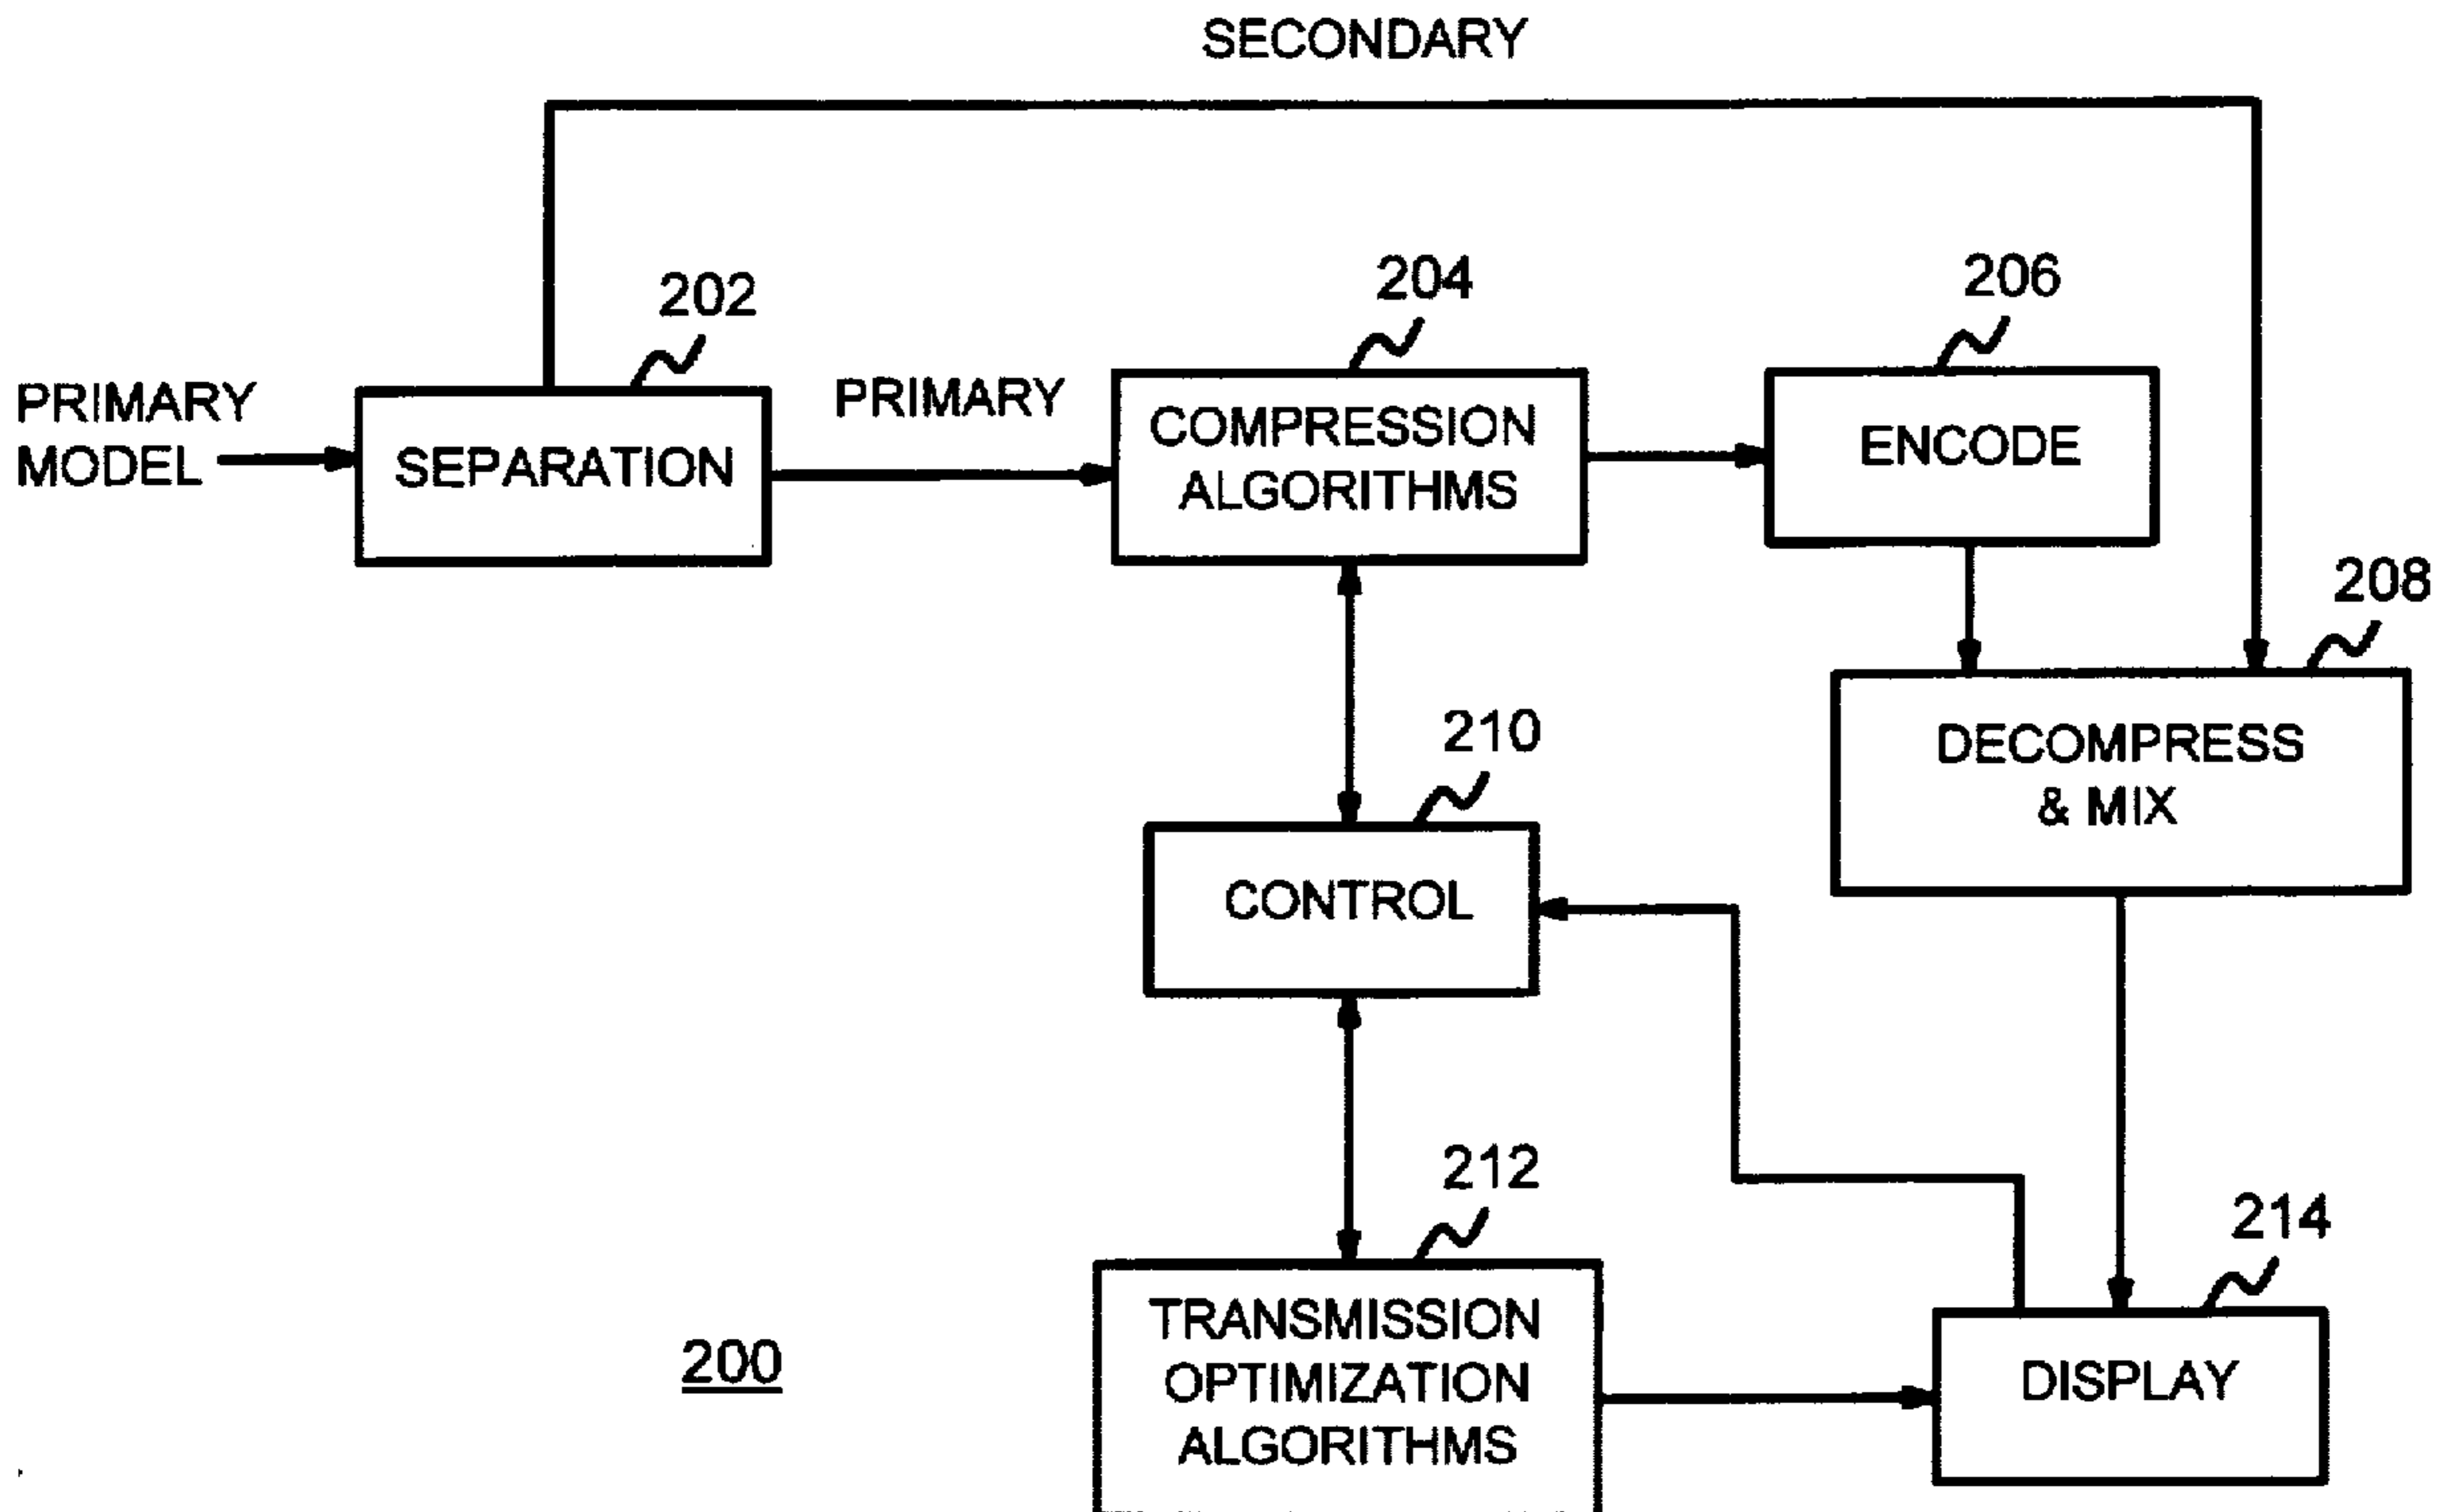 SECONDARY
202
204
206
PRIMARY
MODEL
SEPARATION
PRIMARY
COMPRESSION
ALGORITHMS
ENCODE
208
DECOMPRESS
& MIX
210
CONTROL
212
TRANSMISSION
OPTIMIZATION
ALGORITHMS
214
DISPLAY
200